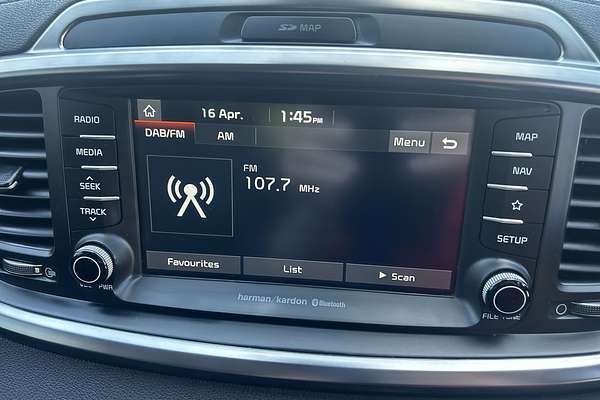 SD MAP
RADIO
MEDIA
SEEK
TRACK
16 Apr. 1:45PM
DAB/FM AM Menu
FM
107.7 MHz
Favourites List Scan
MAP
NAV
SETUP
PWR
FILE TUNE
harman/kardon Bluetooth